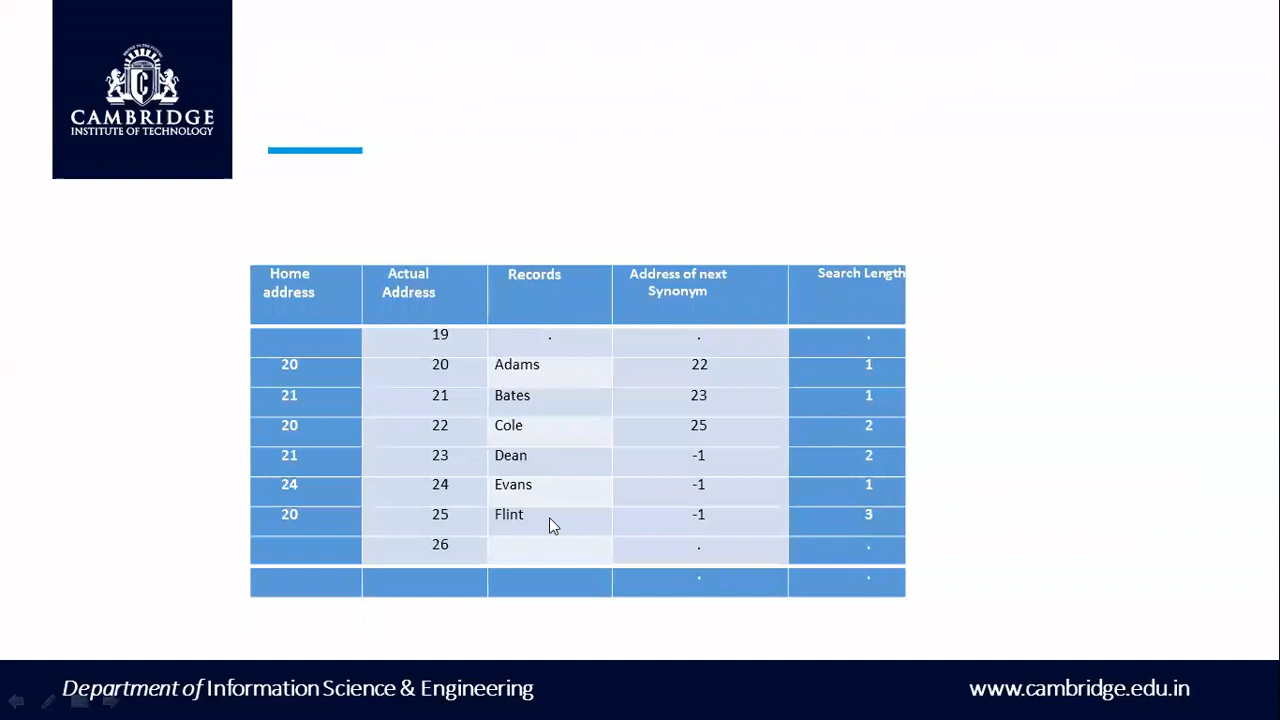 CAMBRIDGE
INSTITUTE OF TECHNOLOGY
Home address Actual Address Records Address of next Synonym Search Length
19 . . .
20 20 Adams 22 1
21 21 Bates 23 1
20 22 Cole 25 2
21 23 Dean -1 2
24 24 Evans -1 1
20 25 Flint -1 3
26 . .
. .
Department of Information Science & Engineering
www.cambridge.edu.in